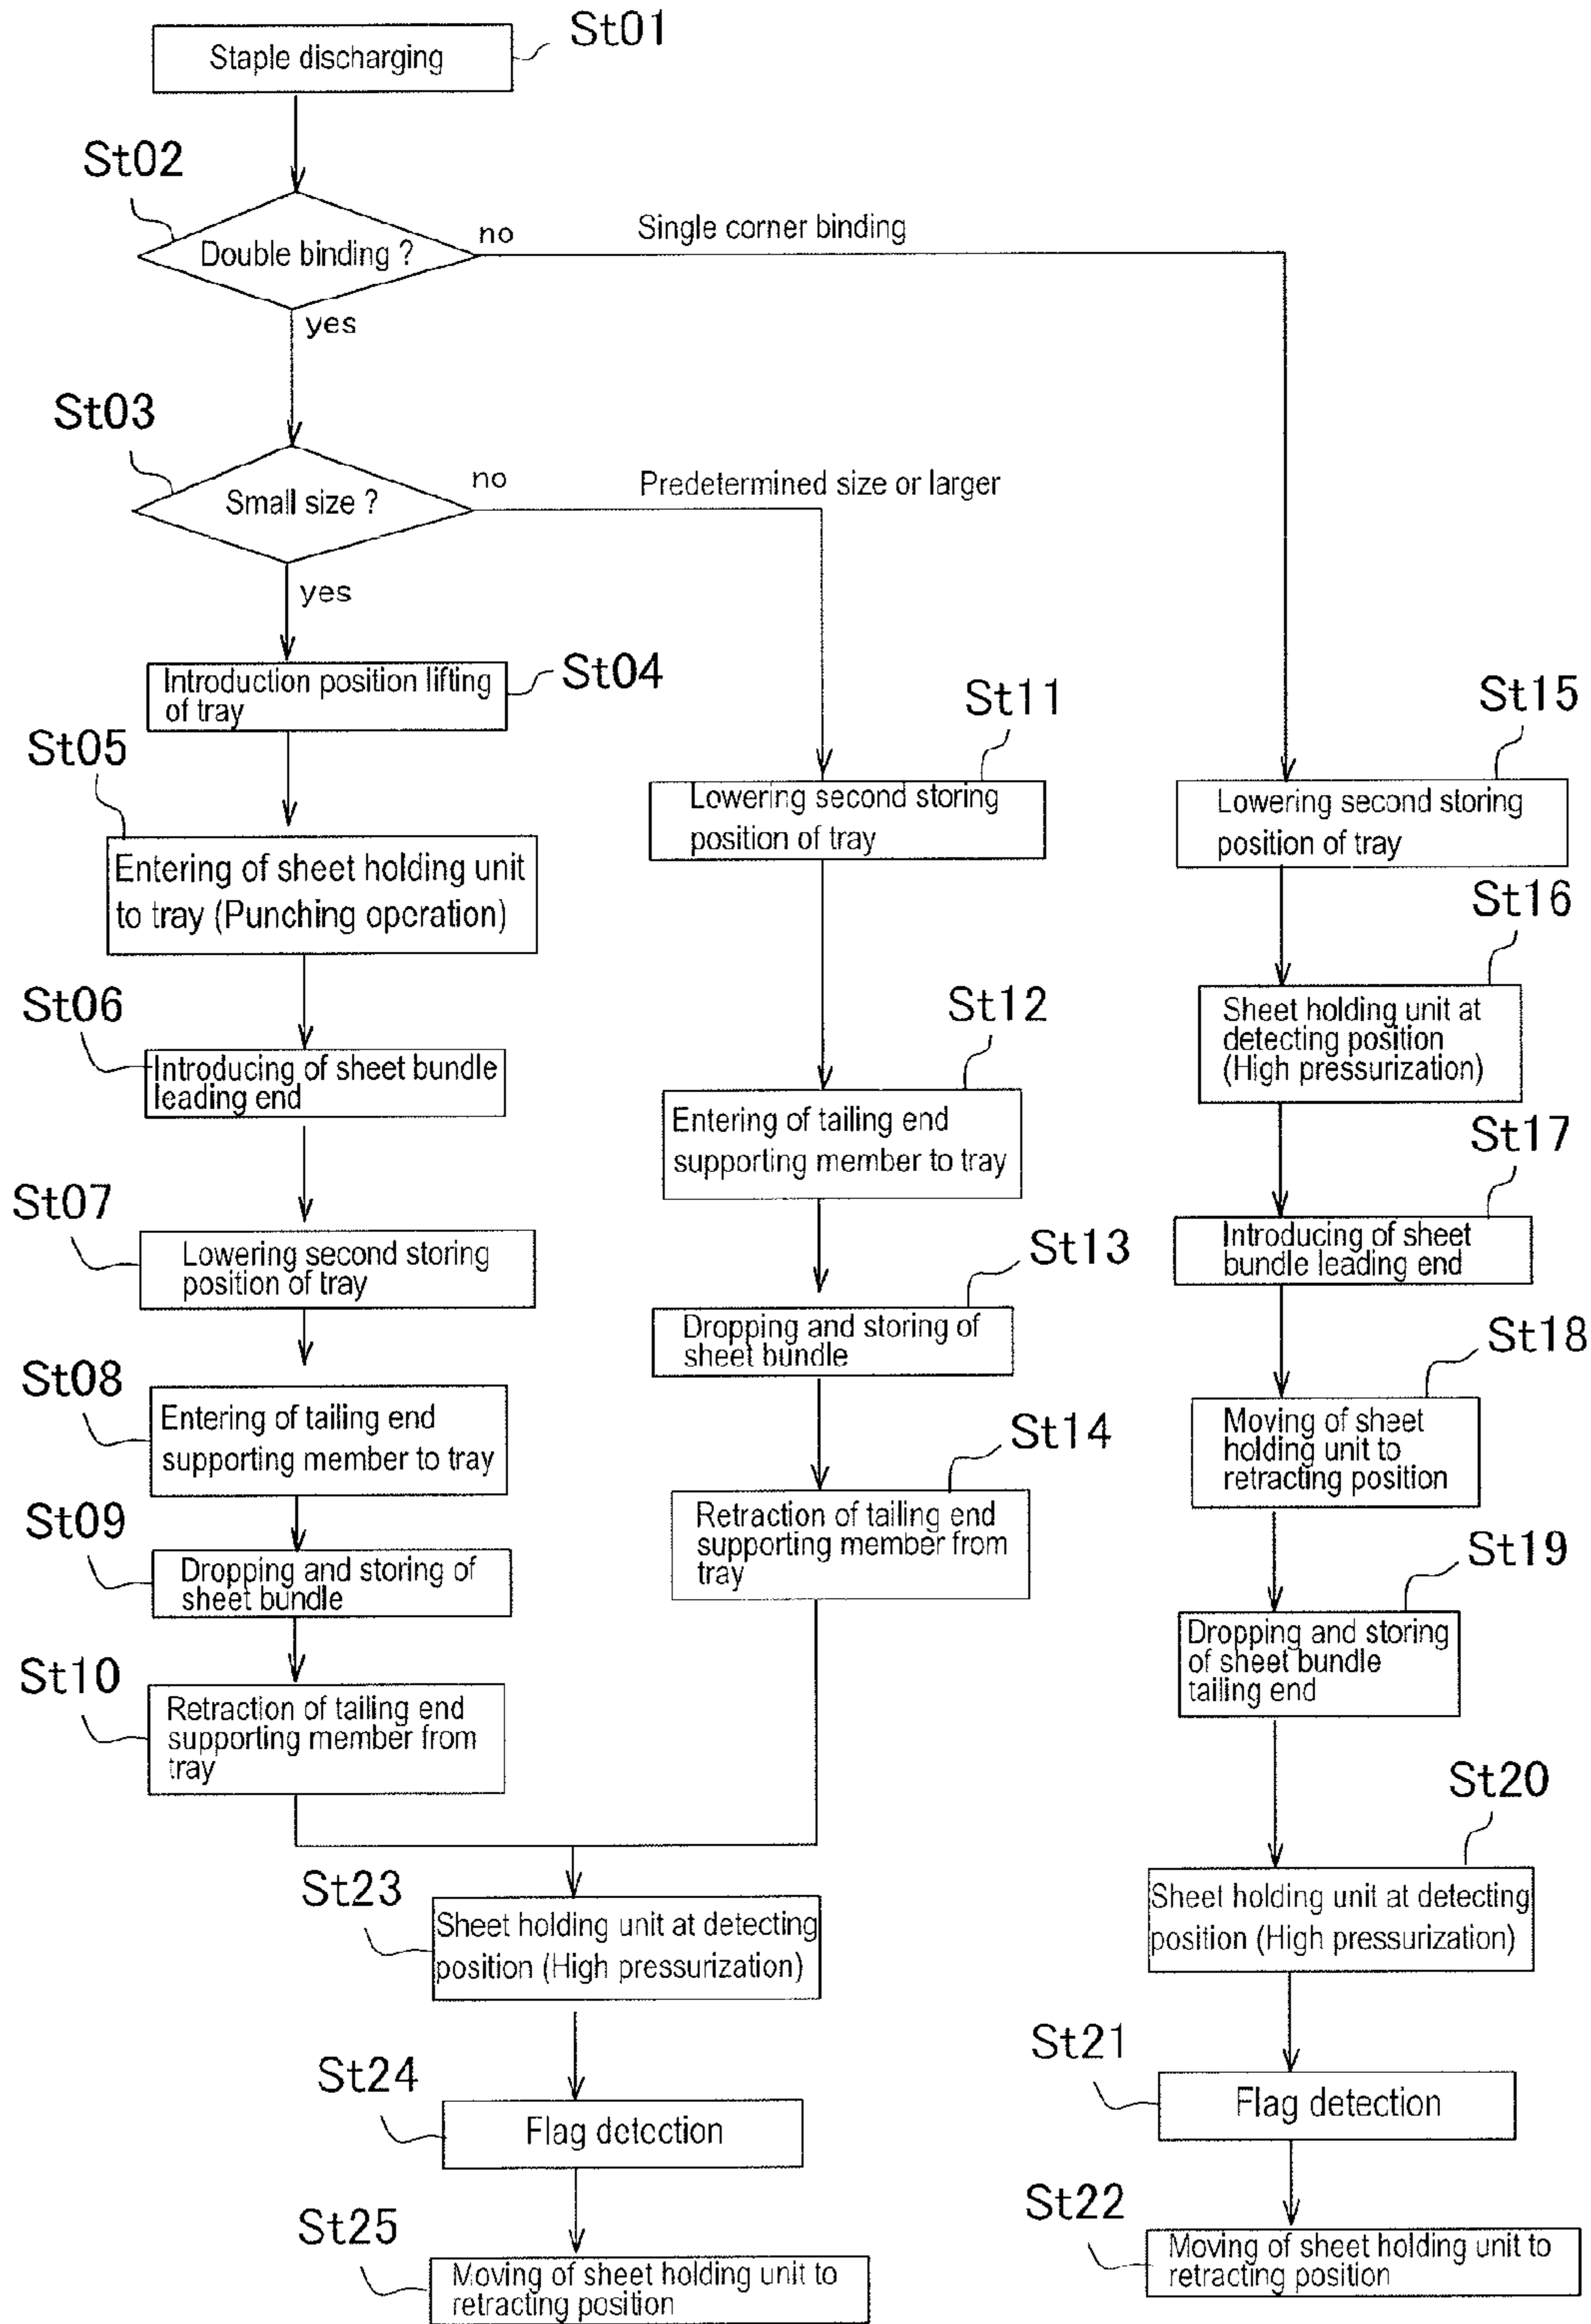 St01
Staple discharging
St02
Double binding ?
no
Single corner binding
yes
St03
Small size ?
no
Predetermined size or larger
yes
St04
Introduction position lifting
of tray
St05
Entering of sheet holding unit
to tray (Punching operation)
St06
Introducing of sheet bundle
leading end
St07
Lowering second storing
position of tray
St08
Entering of tailing end
supporting member to tray
St09
Dropping and storing of
sheet bundle
St10
Retraction of tailing end
supporting member from
tray
St11
Lowering second storing
position of tray
St12
Entering of tailing end
supporting member to tray
St13
Dropping and storing of
sheet bundle
St14
Retraction of tailing end
supporting member from
tray
St23
Sheet holding unit at detecting
position (High pressurization)
St24
Flag detection
St25
Moving of sheet holding unit to
retracting position
St15
Lowering second storing
position of tray
St16
Sheet holding unit at
detecting position
(High pressurization)
St17
Introducing of sheet
bundle leading end
St18
Moving of sheet
holding unit to
retracting position
St19
Dropping and storing
of sheet bundle
tailing end
St20
Sheet holding unit at detecting
position (High pressurization)
St21
Flag detection
St22
Moving of sheet holding unit to
retracting position